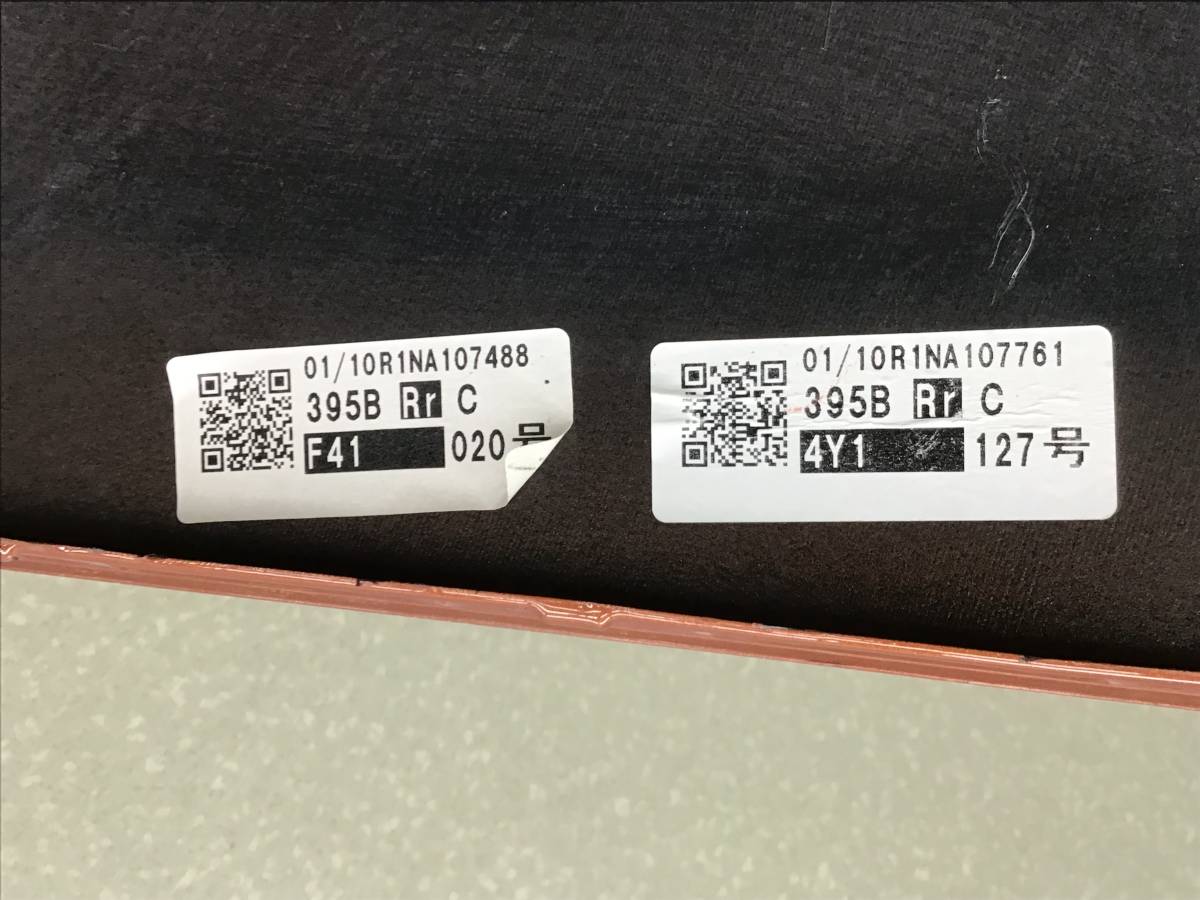 01/10R1NA107488
395B Rr C
F41 020号
01/10R1NA107761
395B Rr C
4Y1 127号